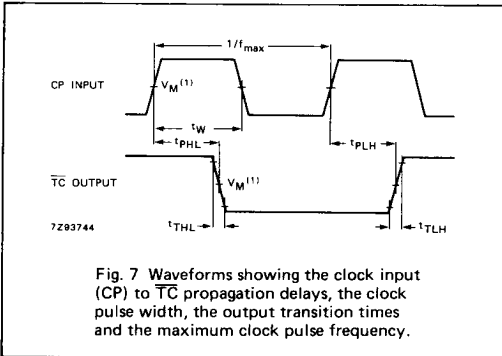 1/fmax
CP INPUT
VM(1)
tW
tPHL
tPLH
TC OUTPUT
VM(1)
7Z93744
tTHL
tTLH
Fig. 7 Waveforms showing the clock input
(CP) to TC propagation delays, the clock
pulse width, the output transition times
and the maximum clock pulse frequency.